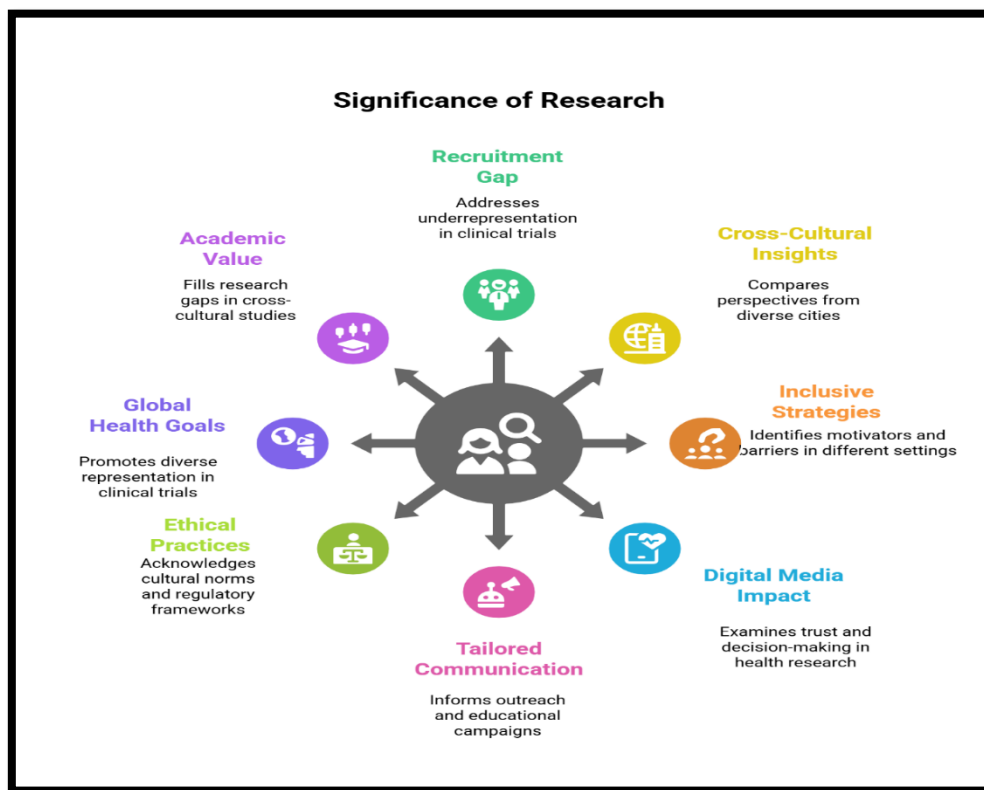 Significance of Research
Recruitment
Gap
Addresses
underrepresentation
in clinical trials
Cross-Cultural
Insights
Compares
perspectives from
diverse cities
Inclusive
Strategies
Identifies motivators and
barriers in different settings
Digital Media
Impact
Examines trust and
decision-making in
health research
Tailored
Communication
Informs outreach
and educational
campaigns
Ethical
Practices
Acknowledges
cultural norms
and regulatory
frameworks
Global
Health Goals
Promotes diverse
representation in
clinical trials
Academic
Value
Fills research
gaps in cross-
cultural studies